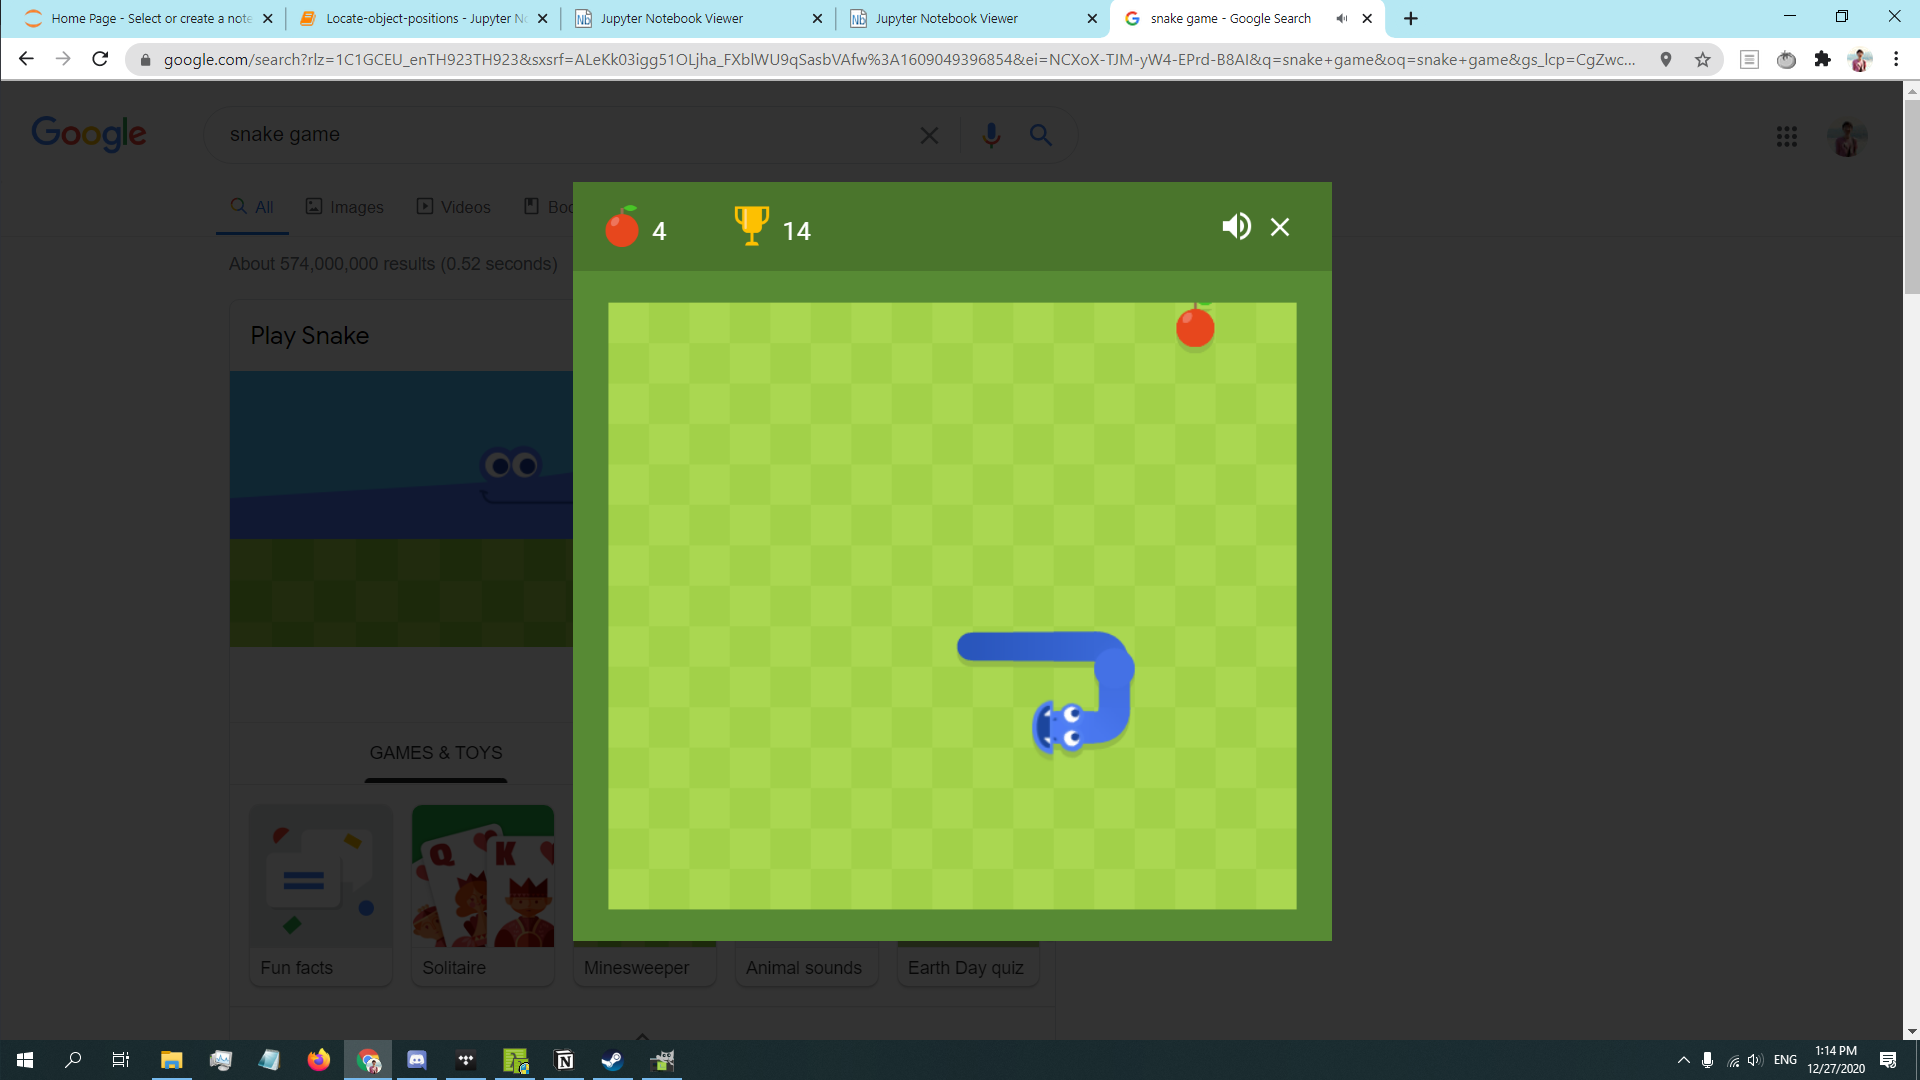 Home Page - Select or create a note
Locate-object-positions - Jupyter N
Jupyter Notebook Viewer
Jupyter Notebook Viewer
snake game - Google Search
google.com/search?rlz=1C1GCEU_enTH923TH923&sxsrf=ALeKk03igg51OLjha_FXblWU9qSasbVAfw%3A1609049396854&ei=NCXoX-TJM-yW4-EPrd-B8AI&q=snake+game&oq=snake+game&gs_lcp=CgZwc...
Google
snake game
All
Images
Videos
Boo
About 574,000,000 results (0.52 seconds)
4
14
Play Snake
GAMES & TOYS
Q
K
Fun facts
Solitaire
Minesweeper
Animal sounds
Earth Day quiz
ENG
1:14 PM
12/27/2020